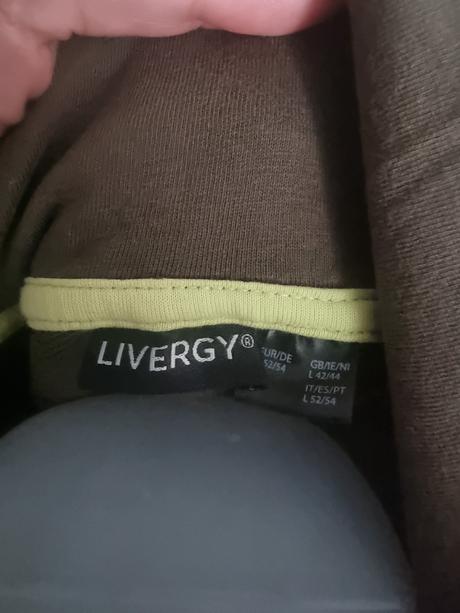 LIVERGY®
EUR/DE
52/54
GB/IE/NI
L 42/44
IT/ES/PT
L 52/54